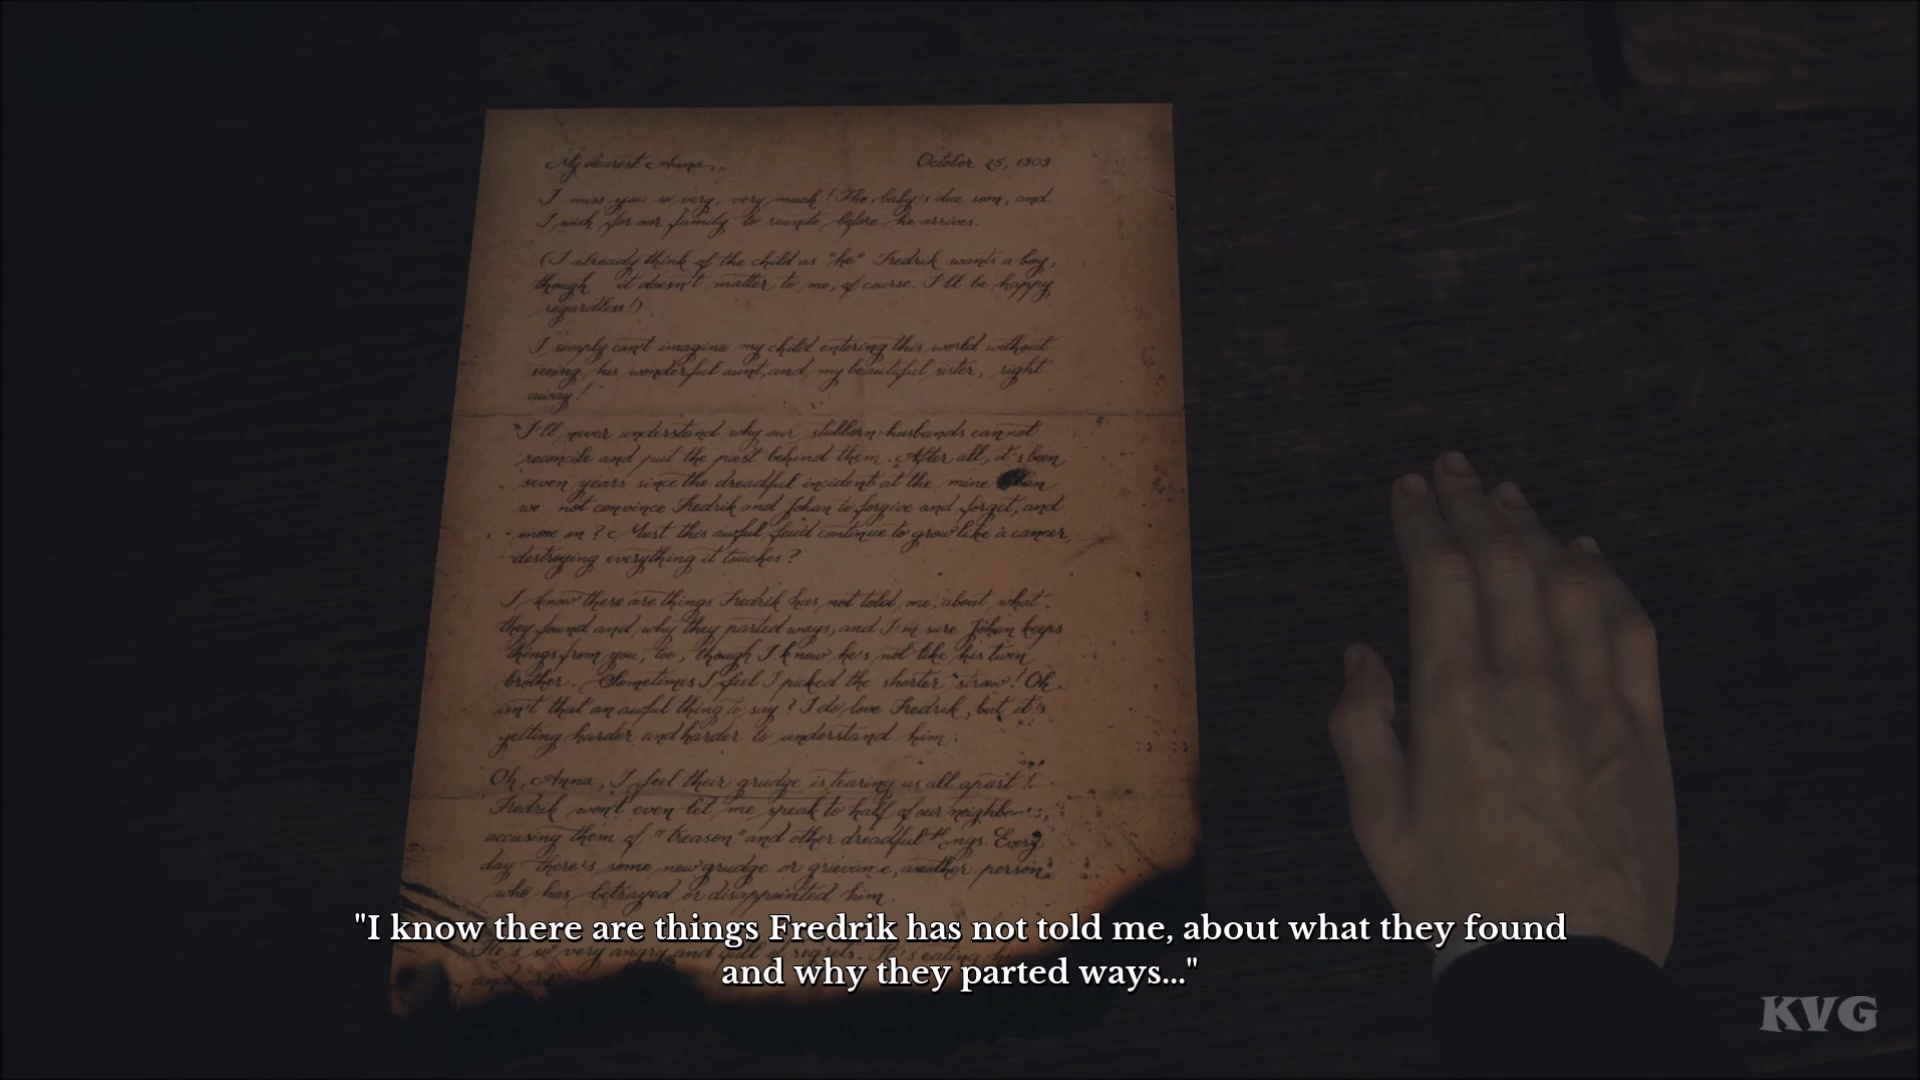 My dearest Anna, October 25, 1909
I miss you so very, very much! The baby's due soon, and
I wish for our family to reunite before he arrives.
(I already think of the child as "he" Fredrik wants a boy,
though it doesn't matter to me, of course. I'll be happy
regardless!)
I simply can't imagine my child entering this world without
seeing his wonderful aunt, and my beautiful sister, right
away!
I'll never understand why our stubborn husbands cannot
reconcile and put the past behind them. After all, it's been
seven years since the dreadful incident at the mine
we not convince Fredrik and Johan to forgive and forget, and
move on? Must this awful feud continue to grow like a cancer,
destroying everything it touches?
I know there are things Fredrik has not told me, about what
they found and why they parted ways, and I'm sure Johan keeps
things from you, too, though I know he's not like his twin
brother. Sometimes I feel I picked the shorter straw! Oh,
isn't that an awful thing to say? I do love Fredrik, but it's
getting harder and harder to understand him.
Oh, Anna, I feel their grudge is tearing us all apart!
Fredrik won't even let me speak to half of our
accusing them of "treason" and other dreadful Every
day there's some new grudge or another person
who has betrayed or disappointed him.
He's so very angry and
"I know there are things Fredrik has not told me, about what they found
and why they parted ways..."
KVG